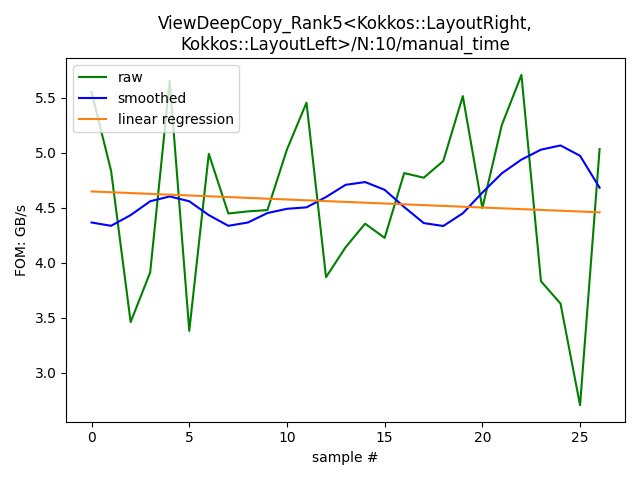 ViewDeepCopy_Rank5<Kokkos::LayoutRight,
Kokkos::LayoutLeft>/N:10/manual_time
raw
smoothed
linear regression
FOM: GB/s
5.5
5.0
4.5
4.0
3.5
3.0
0 5 10 15 20 25
sample #